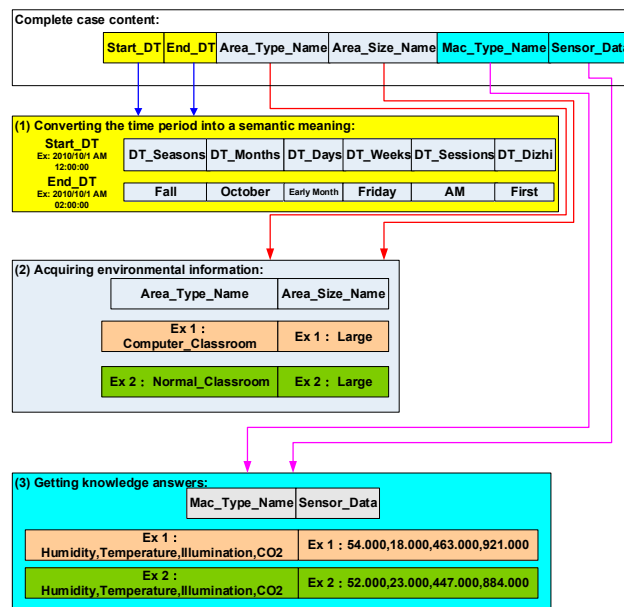 Complete case content:
Start_DT End_DT Area_Type_Name Area_Size_Name Mac_Type_Name Sensor_Data
(1) Converting the time period into a semantic meaning:
Start_DT
Ex: 2010/10/1 AM
12:00:00
DT_Seasons DT_Months DT_Days DT_Weeks DT_Sessions DT_Dizhi
End_DT
Ex: 2010/10/1 AM
02:00:00
Fall October Early Month Friday AM First
(2) Acquiring environmental information:
Area_Type_Name Area_Size_Name
Ex 1：
Computer_Classroom
Ex 1： Large
Ex 2： Normal_Classroom Ex 2： Large
(3) Getting knowledge answers:
Mac_Type_Name Sensor_Data
Ex 1：
Humidity,Temperature,Illumination,CO2
Ex 1：54.000,18.000,463.000,921.000
Ex 2：
Humidity,Temperature,Illumination,CO2
Ex 2：52.000,23.000,447.000,884.000